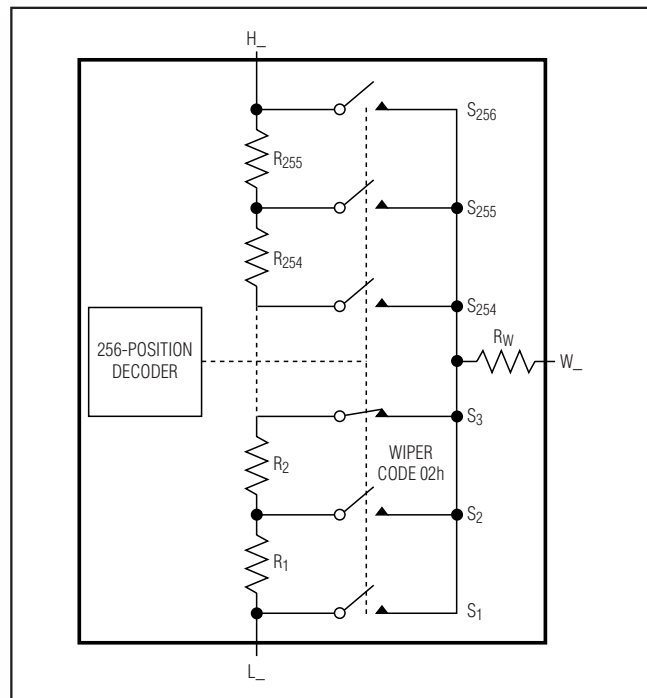 H_
S256
R255
S255
R254
S254
256-POSITION
DECODER
RW
W_
S3
R2
WIPER
CODE 02h
S2
R1
S1
L_